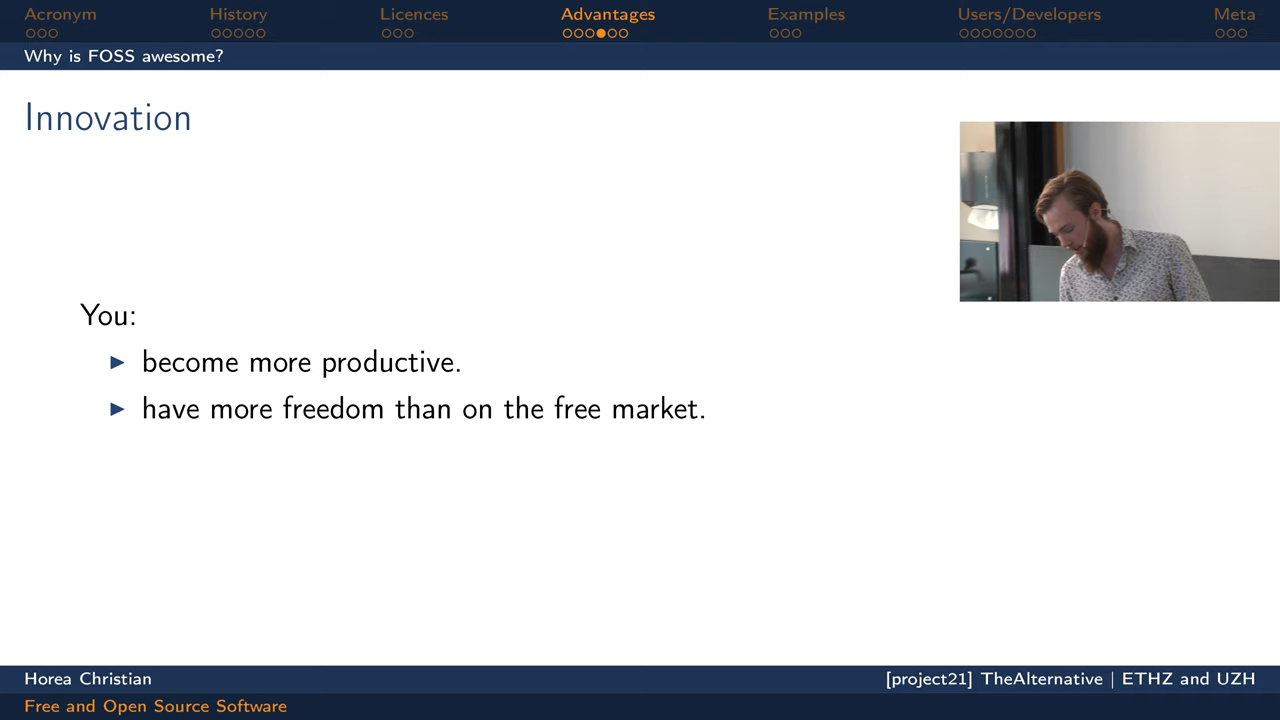 Acronym History Licences Advantages Examples Users/Developers Meta
Why is FOSS awesome?
Innovation
You:
become more productive.
have more freedom than on the free market.
Horea Christian [project21] TheAlternative | ETHZ and UZH
Free and Open Source Software